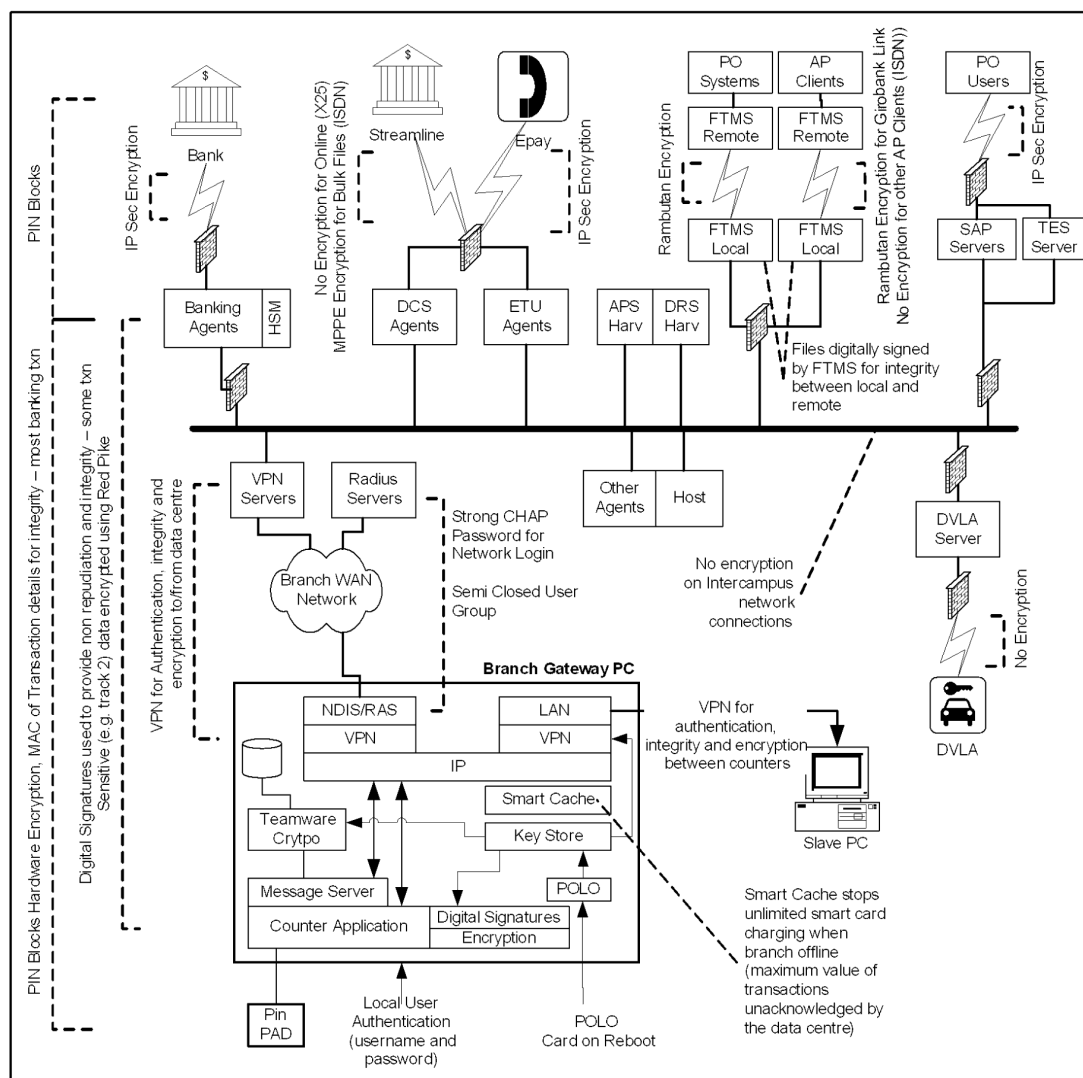 $
Bank
IP Sec Encryption
$
Streamline
Epay
No Encryption for Online (X25)
MPPE Encryption for Bulk Files (ISDN)
IP Sec Encryption
PO
Systems
AP
Clients
FTMS
Remote
FTMS
Remote
Rambutan Encryption
Rambutan Encryption for Girobank Link
No Encryption for other AP Clients (ISDN)
FTMS
Local
FTMS
Local
PO
Users
IP Sec Encryption
SAP
Servers
TES
Server
PIN Blocks
Banking
Agents
HSM
DCS
Agents
ETU
Agents
APS
Harv
DRS
Harv
Files digitally signed
by FTMS for integrity
between local and
remote
PIN Blocks Hardware Encryption, MAC of Transaction details for integrity – most banking txn
Digital Signatures used to provide non repudiation and integrity – some txn
Sensitive (e.g. track 2) data encrypted using Red Pike
VPN for Authentication, integrity and
encryption to/from data centre
VPN
Servers
Radius
Servers
Strong CHAP
Password for
Network Login
Semi Closed User
Group
Branch WAN
Network
Other
Agents
Host
No encryption
on Intercampus
network
connections
DVLA
Server
No Encryption
DVLA
Branch Gateway PC
NDIS/RAS
VPN
LAN
VPN
IP
Smart Cache
Teamware
Crytpo
Key Store
Message Server
POLO
Counter Application
Digital Signatures
Encryption
VPN for
authentication,
integrity and encryption
between counters
Slave PC
Smart Cache stops
unlimited smart card
charging when
branch offline
(maximum value of
transactions
unacknowledged by
the data centre)
Pin
PAD
Local User
Authentication
(username and
password)
POLO
Card on Reboot